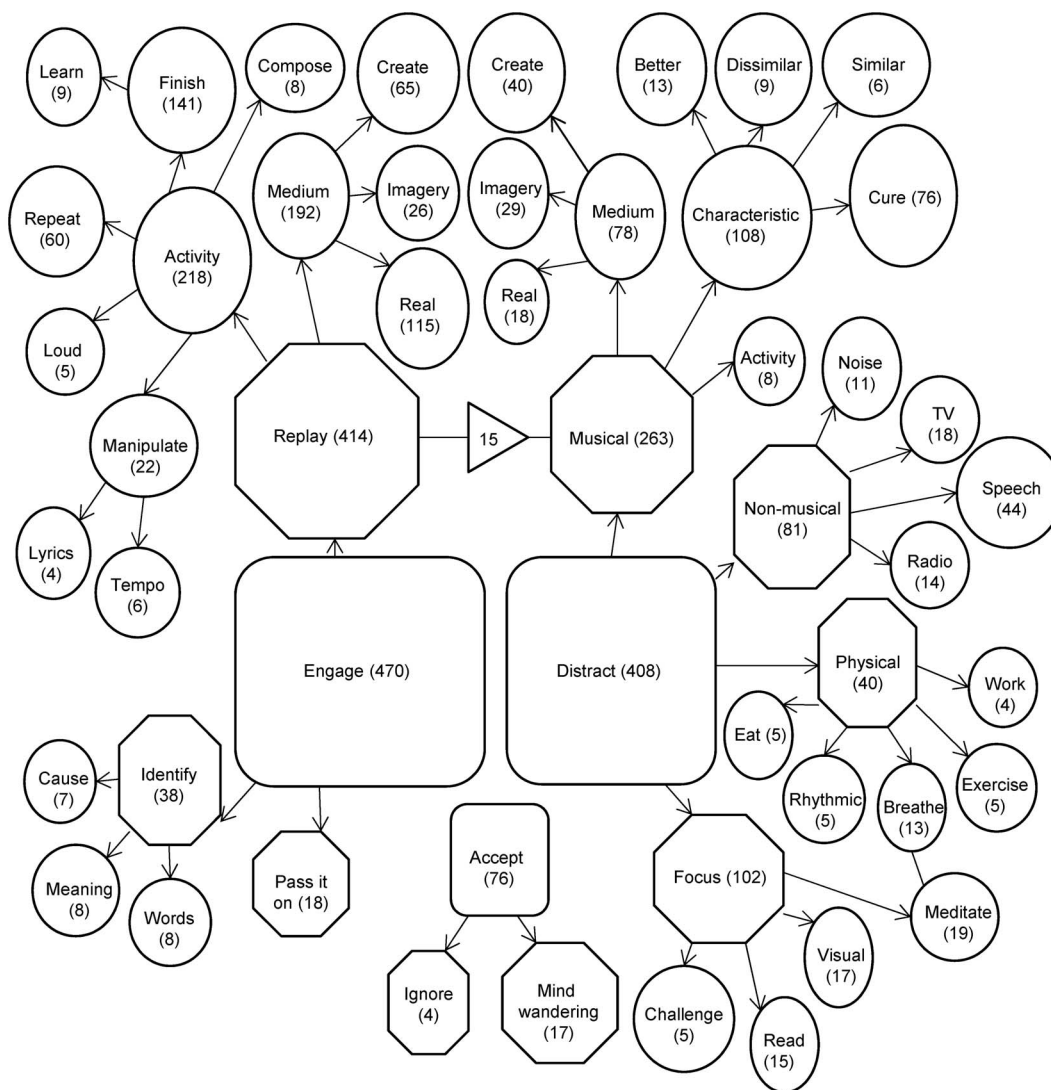 Learn
(9)
Finish
(141)
Compose
(8)
Create
(65)
Create
(40)
Better
(13)
Dissimilar
(9)
Similar
(6)
Repeat
(60)
Activity
(218)
Medium
(192)
Imagery
(26)
Imagery
(29)
Medium
(78)
Characteristic
(108)
Cure (76)
Loud
(5)
Real
(115)
Real
(18)
Activity
(8)
Noise
(11)
TV
(18)
Manipulate
(22)
Replay (414)
15
Musical (263)
Non-musical
(81)
Speech
(44)
Lyrics
(4)
Tempo
(6)
Radio
(14)
Engage (470)
Distract (408)
Physical
(40)
Work
(4)
Eat (5)
Rhythmic
(5)
Breathe
(13)
Exercise
(5)
Cause
(7)
Identify
(38)
Meaning
(8)
Words
(8)
Pass it
on (18)
Accept
(76)
Focus (102)
Meditate
(19)
Visual
(17)
Ignore
(4)
Mind
wandering
(17)
Challenge
(5)
Read
(15)